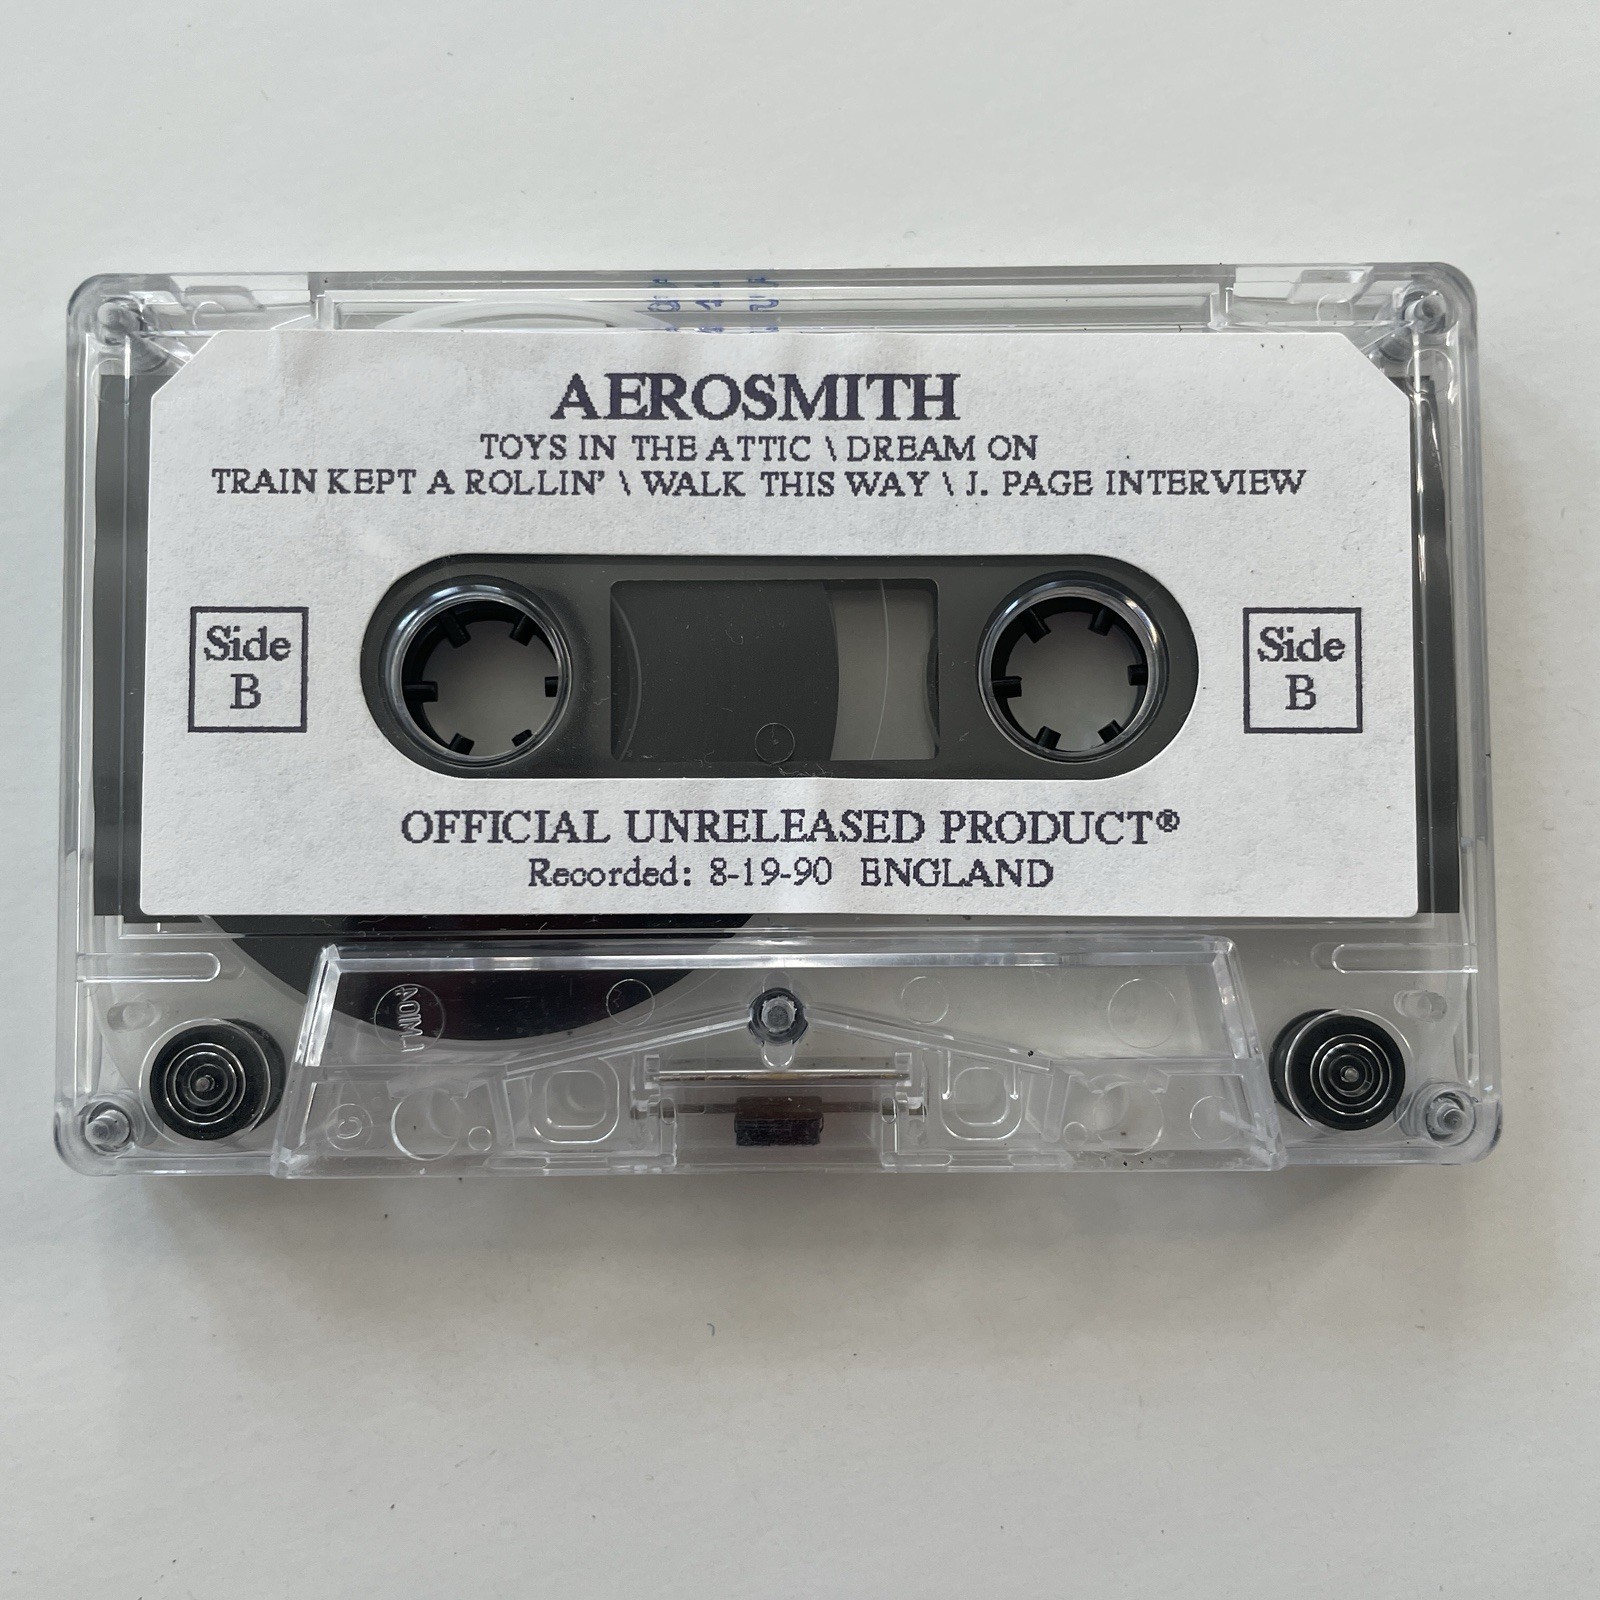 AEROSMITH
TOYS IN THE ATTIC \ DREAM ON
TRAIN KEPT A ROLLIN' \ WALK THIS WAY \ J. PAGE INTERVIEW
Side
B
Side
B
OFFICIAL UNRELEASED PRODUCT®
Recorded: 8-19-90 ENGLAND